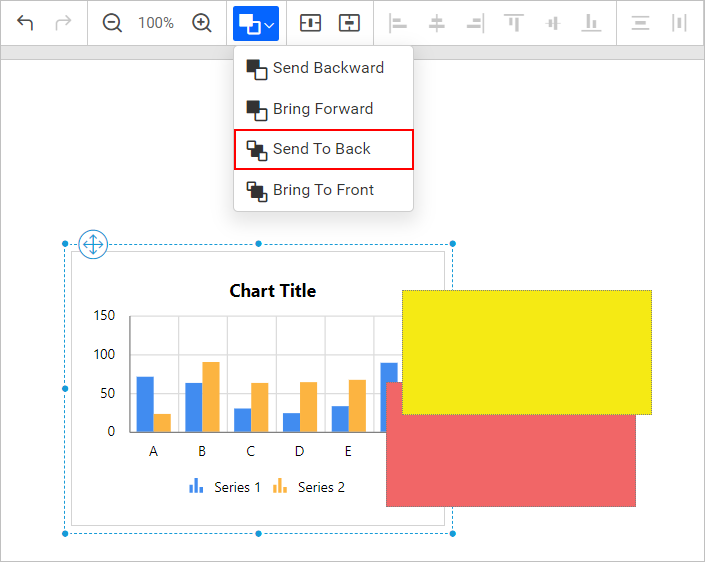 100%
Send Backward
Bring Forward
Send To Back
Bring To Front
Chart Title
150
100
50
0
A B C D E
Series 1 Series 2